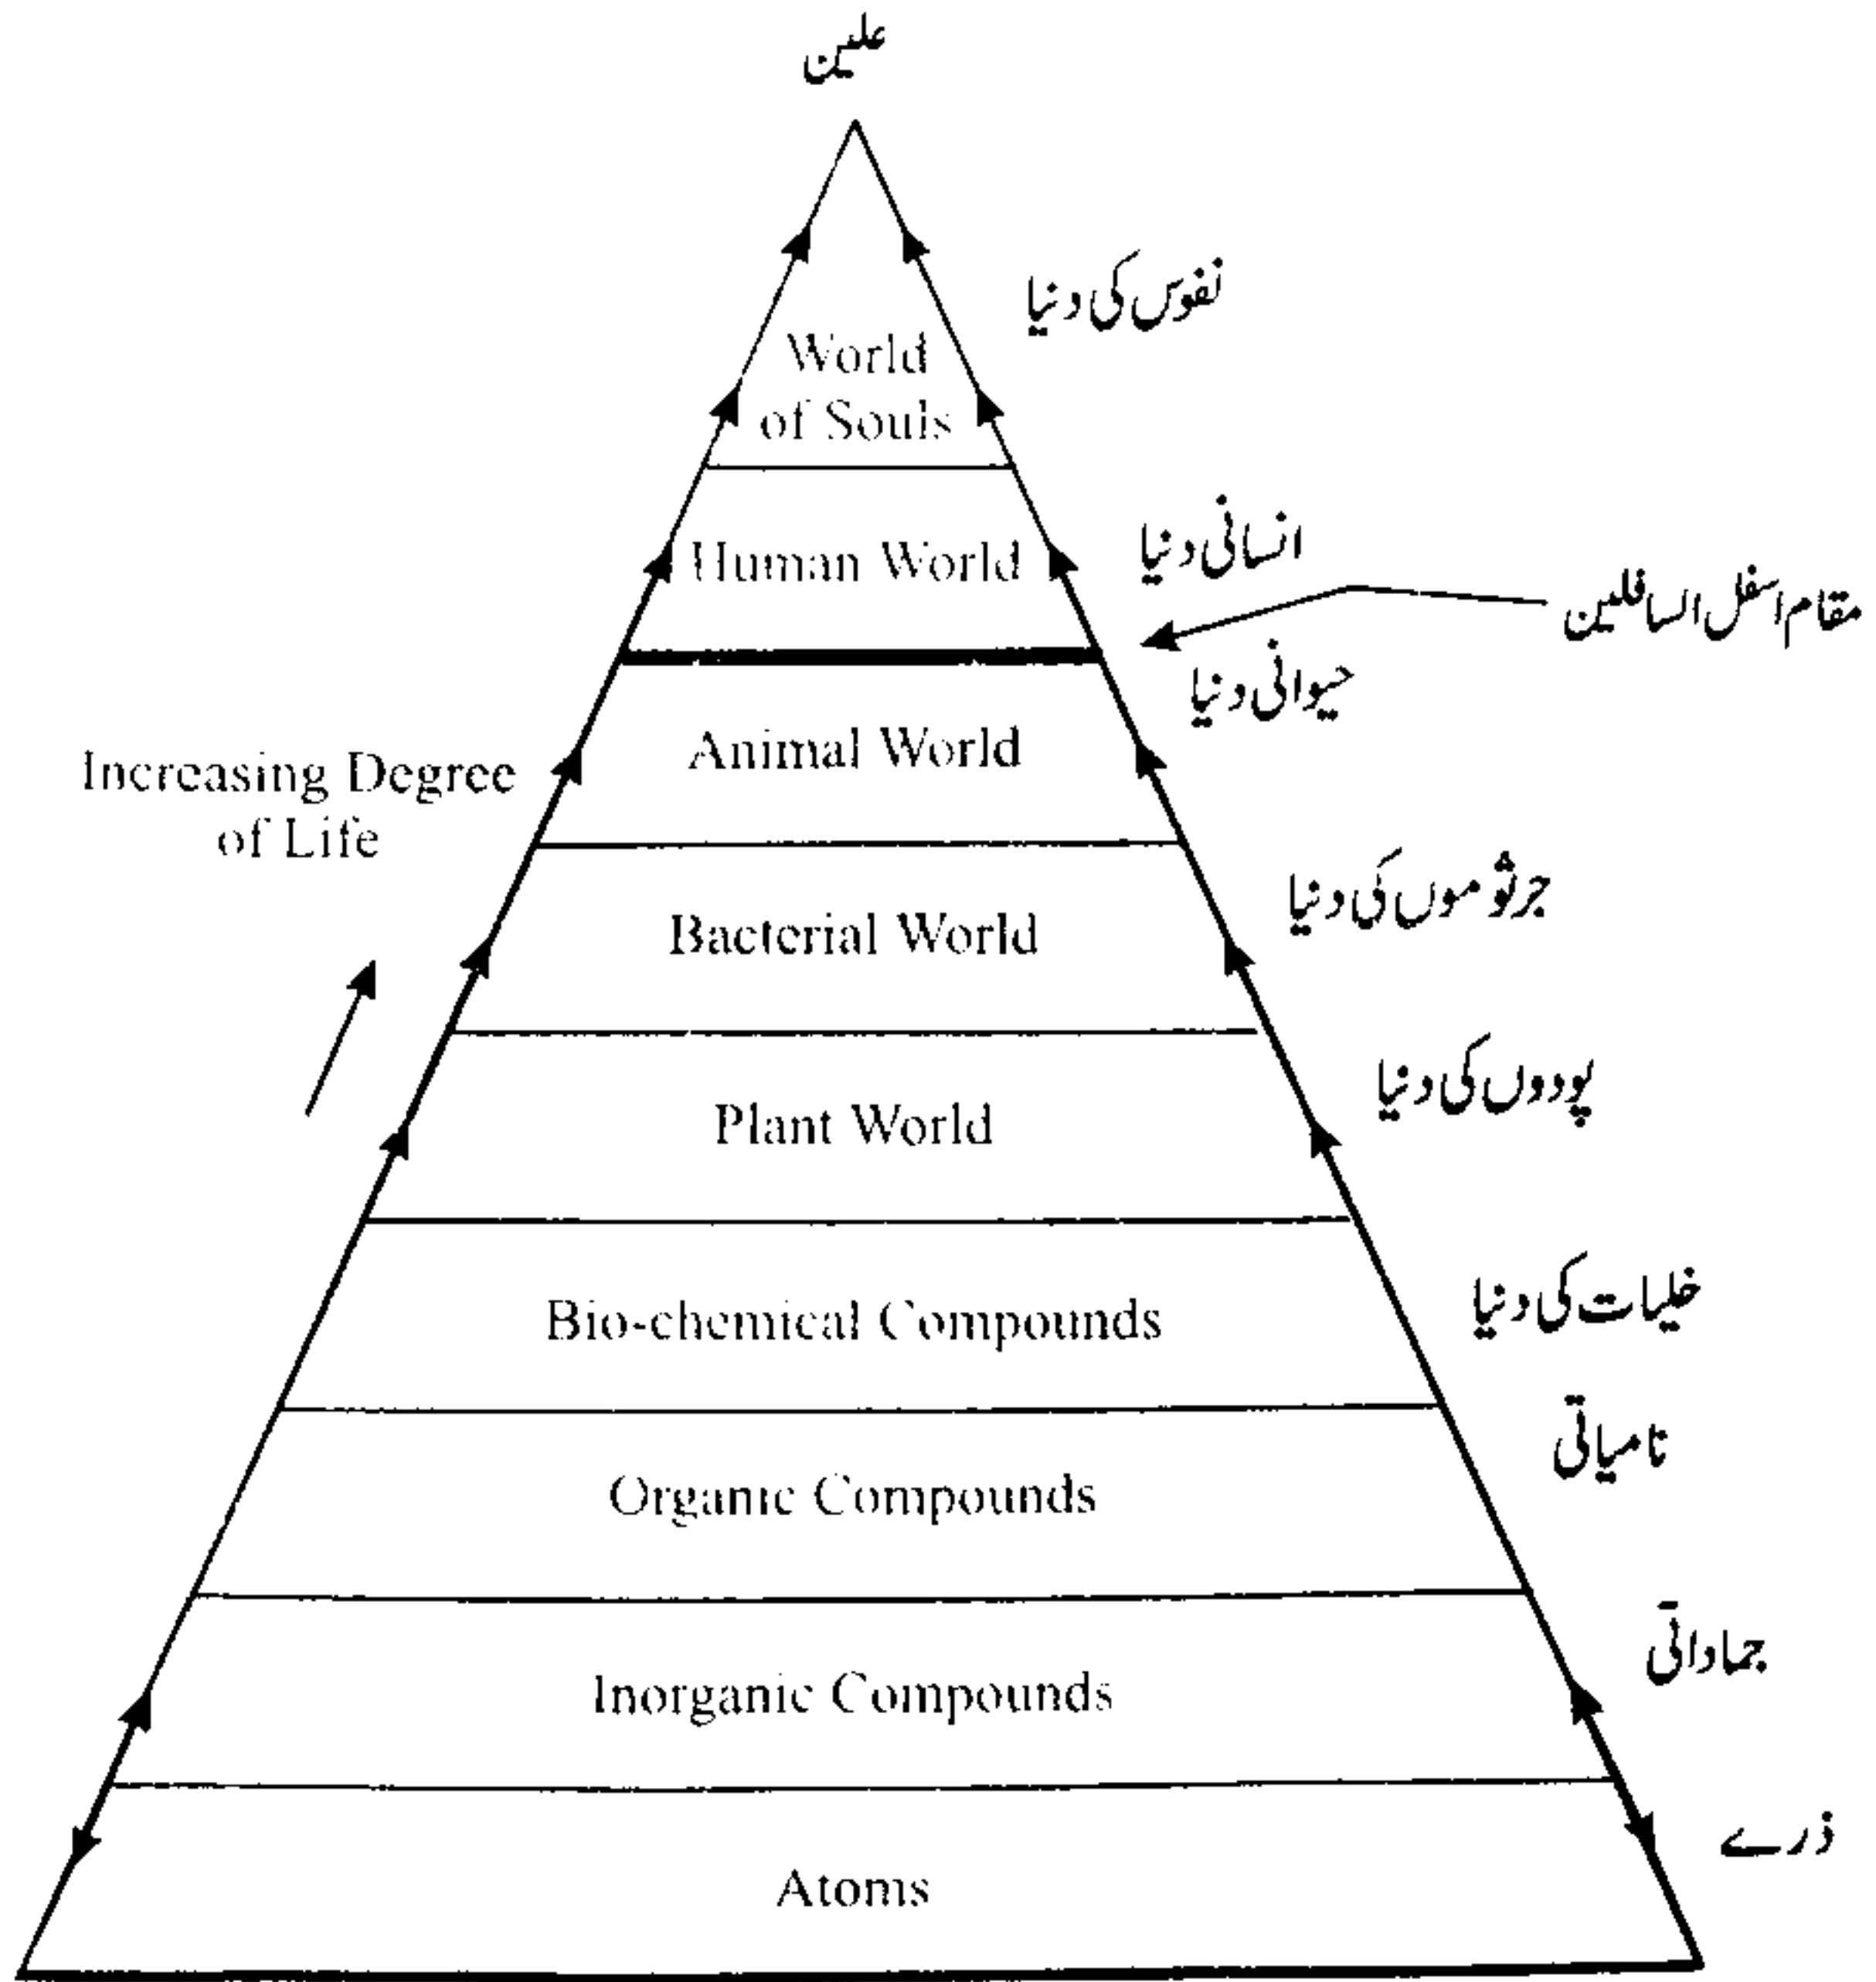 علیین
نفوس کی دنیا
World
of Souls
انسانی دنیا
Human World
مقام اسفل السافلین
حیوانی دنیا
Animal World
Increasing Degree
of Life
جرثوموں کی دنیا
Bacterial World
پودوں کی دنیا
Plant World
خلیات کی دنیا
Bio-chemical Compounds
نامیاتی
Organic Compounds
جماداتی
Inorganic Compounds
ذرے
Atoms